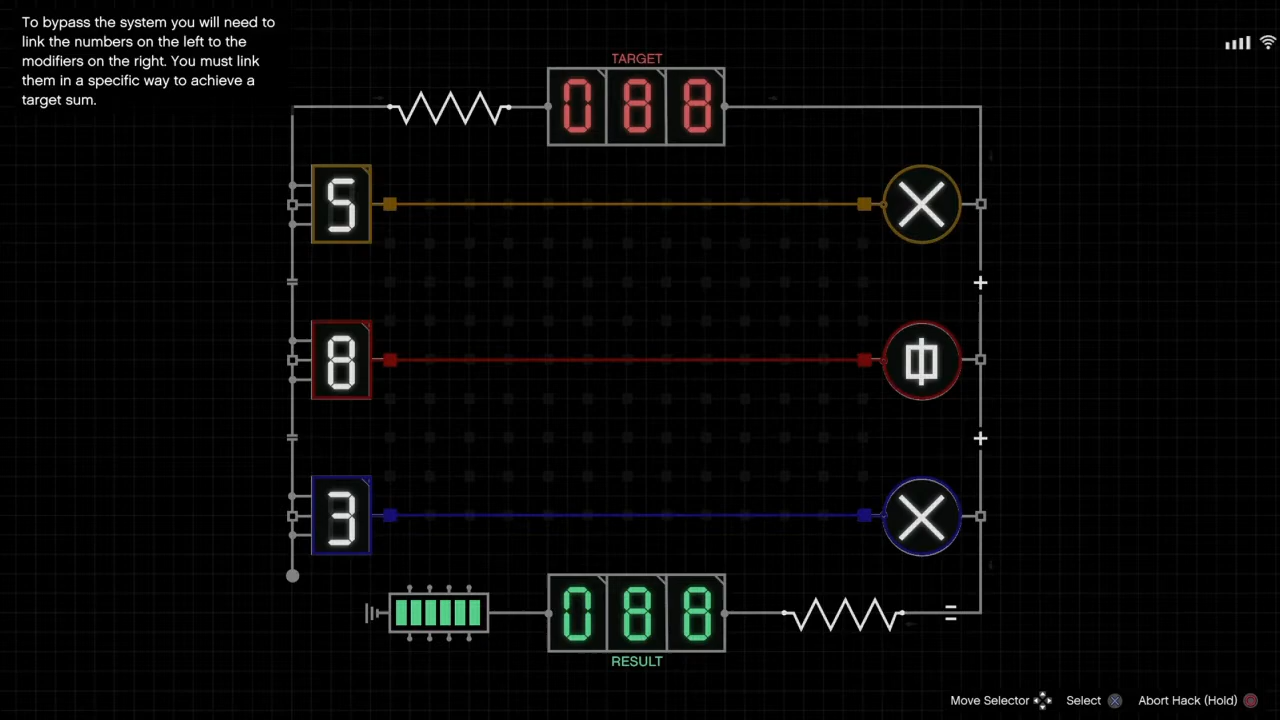 To bypass the system you will need to
link the numbers on the left to the
modifiers on the right. You must link
them in a specific way to achieve a
target sum.
TARGET
088
5
8
中
3
+
+
=
088
RESULT
Move Selector
Select
Abort Hack (Hold)